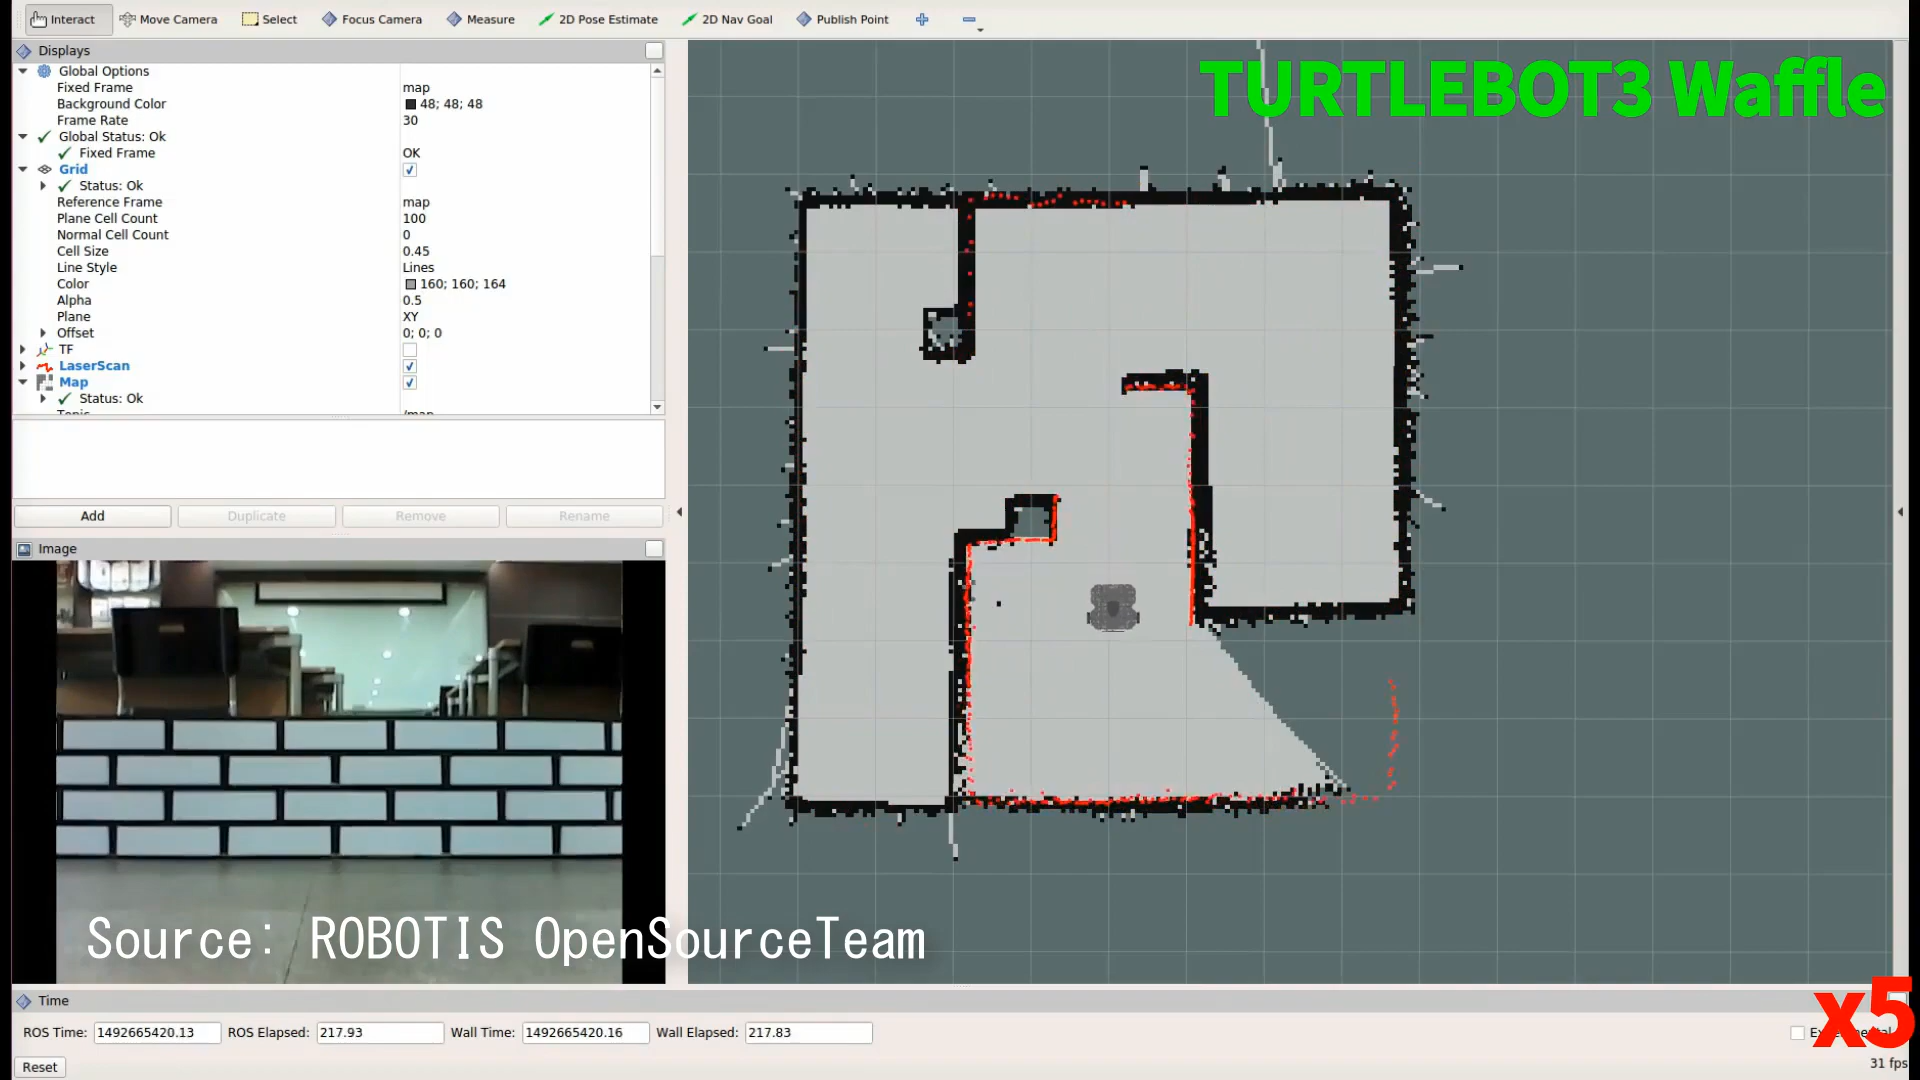 Interact Move Camera Select Focus Camera Measure 2D Pose Estimate 2D Nav Goal Publish Point
Displays
TURTLEBOT3 Waffle
Global Options
Fixed Frame map
Background Color 48; 48; 48
Frame Rate 30
Global Status: Ok
Fixed Frame OK
Grid
Status: Ok
Reference Frame map
Plane Cell Count 100
Normal Cell Count 0
Cell Size 0.45
Line Style Lines
Color 160; 160; 164
Alpha 0.5
Plane XY
Offset 0; 0; 0
TF
LaserScan
Map
Status: Ok
Topic /map
Add Duplicate Remove Rename
Image
Source: ROBOTIS OpenSourceTeam
Time
x5
ROS Time: 1492665420.13 ROS Elapsed: 217.93 Wall Time: 1492665420.16 Wall Elapsed: 217.83
Reset 31 fps